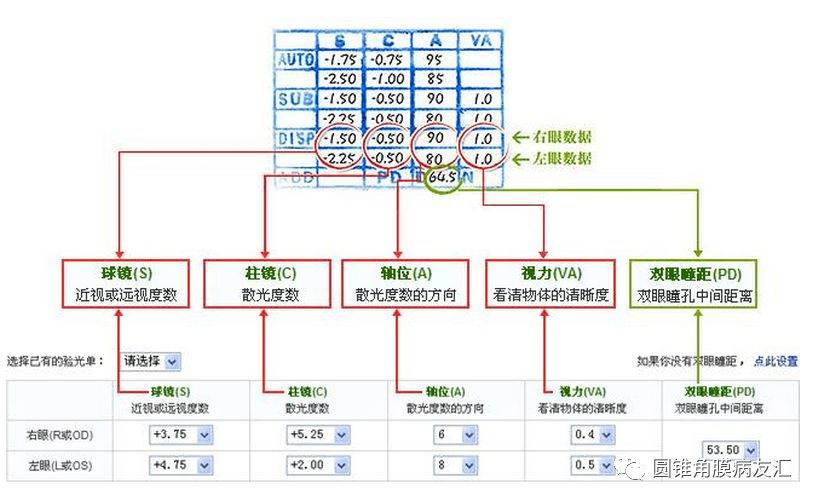 S C A VA
AUTO -1.75 -0.75 95
-2.50 -1.00 85
SUB -1.50 -0.50 90 1.0
-2.25 -0.50 80 1.0
DISP -1.50 -0.50 90 1.0 ←右眼数据
-2.25 -0.50 80 1.0 ←左眼数据
ADD PD D 64.5 N
球镜(S) 柱镜(C) 轴位(A) 视力(VA) 双眼瞳距(PD)
近视或远视度数 散光度数 散光度数的方向 看清物体的清晰度 双眼瞳孔中间距离
选择已有的验光单: 请选择 如果你没有双眼瞳距，点此设置
球镜(S) 柱镜(C) 轴位(A) 视力(VA) 双眼瞳距(PD)
近视或远视度数 散光度数 散光度数的方向 看清物体的清晰度 双眼瞳孔中间距离
右眼(R或OD) +3.75 +5.25 6 0.4 53.50
左眼(L或OS) +4.75 +2.00 8 0.5
圆锥角膜病友汇